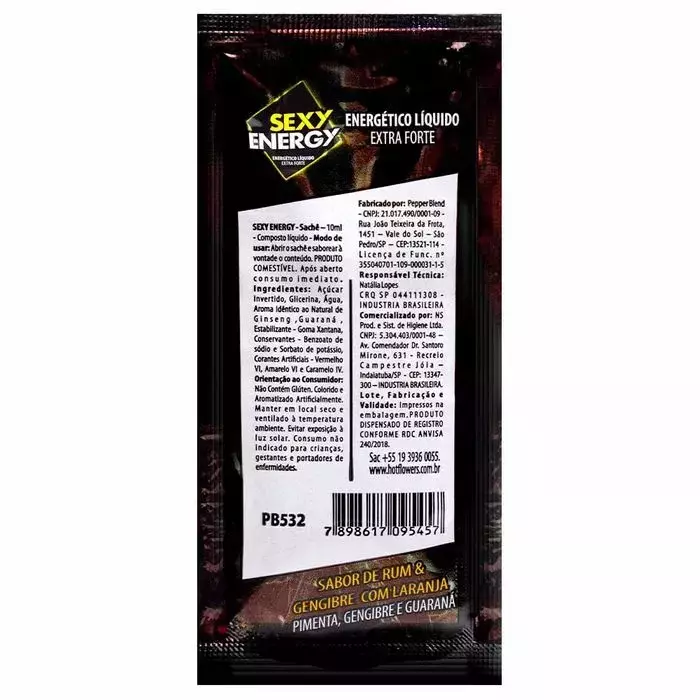 SEXY
ENERGY
ENERGÉTICO LÍQUIDO
EXTRA FORTE
ENERGÉTICO LÍQUIDO
EXTRA FORTE
SEXY ENERGY - Sachê – 10ml
- Composto líquido - Modo de
usar: Abrir o sachê e saborear à
vontade o conteúdo. PRODUTO
COMESTÍVEL. Após aberto
consumo imediato.
Ingredientes: Açúcar
Invertido, Glicerina, Água,
Aroma Idêntico ao Natural de
Ginseng ,Guaraná ,
Estabilizante - Goma Xantana,
Conservantes - Benzoato de
sódio e Sorbato de potássio,
Corantes Artificiais - Vermelho
VI, Amarelo VI e Caramelo IV.
Orientação ao Consumidor:
Não Contém Glúten. Colorido e
Aromatizado Artificialmente.
Manter em local seco e
ventilado à temperatura
ambiente. Evitar exposição à
luz solar. Consumo não
indicado para crianças,
gestantes e portadores de
enfermidades.
Fabricado por: Pepper Blend
- CNPJ: 21.017.490/0001-09 -
Rua João Teixeira da Frota,
1451 – Vale do Sol – São
Pedro/SP – CEP:13521-114 -
Licença de Func. nº
355040701-109-000031-1-5
Responsável Técnica:
Natália Lopes
CRQ SP 044111308 -
INDUSTRIA BRASILEIRA
Comercializado por: NS
Prod. e Sist. de Higiene Ltda.
CNPJ: 5.304.403/0001-48 –
Av. Comendador Dr. Santoro
Mirone, 631 - Recreio
Campestre Jóia -
Indaiatuba/SP - CEP: 13347-
300 – INDUSTRIA BRASILEIRA.
Lote, Fabricação e
Validade: Impressos na
embalagem. PRODUTO
DISPENSADO DE REGISTRO
CONFORME RDC ANVISA
240/2018.
Sac +55 19 3936 0055.
www.hotflowers.com.br
PB532
7 898617 095457
SABOR DE RUM &
GENGIBRE COM LARANJA,
PIMENTA, GENGIBRE E GUARANÁ